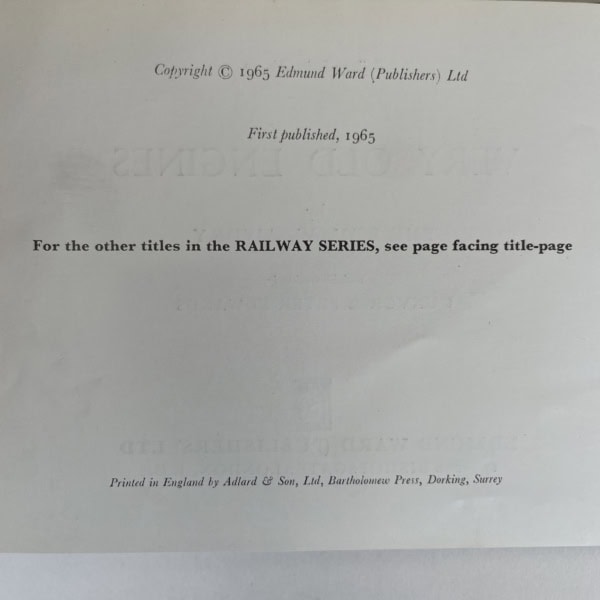 Copyright © 1965 Edmund Ward (Publishers) Ltd
First published, 1965
For the other titles in the RAILWAY SERIES, see page facing title-page
Printed in England by Adlard & Son, Ltd, Bartholomew Press, Dorking, Surrey